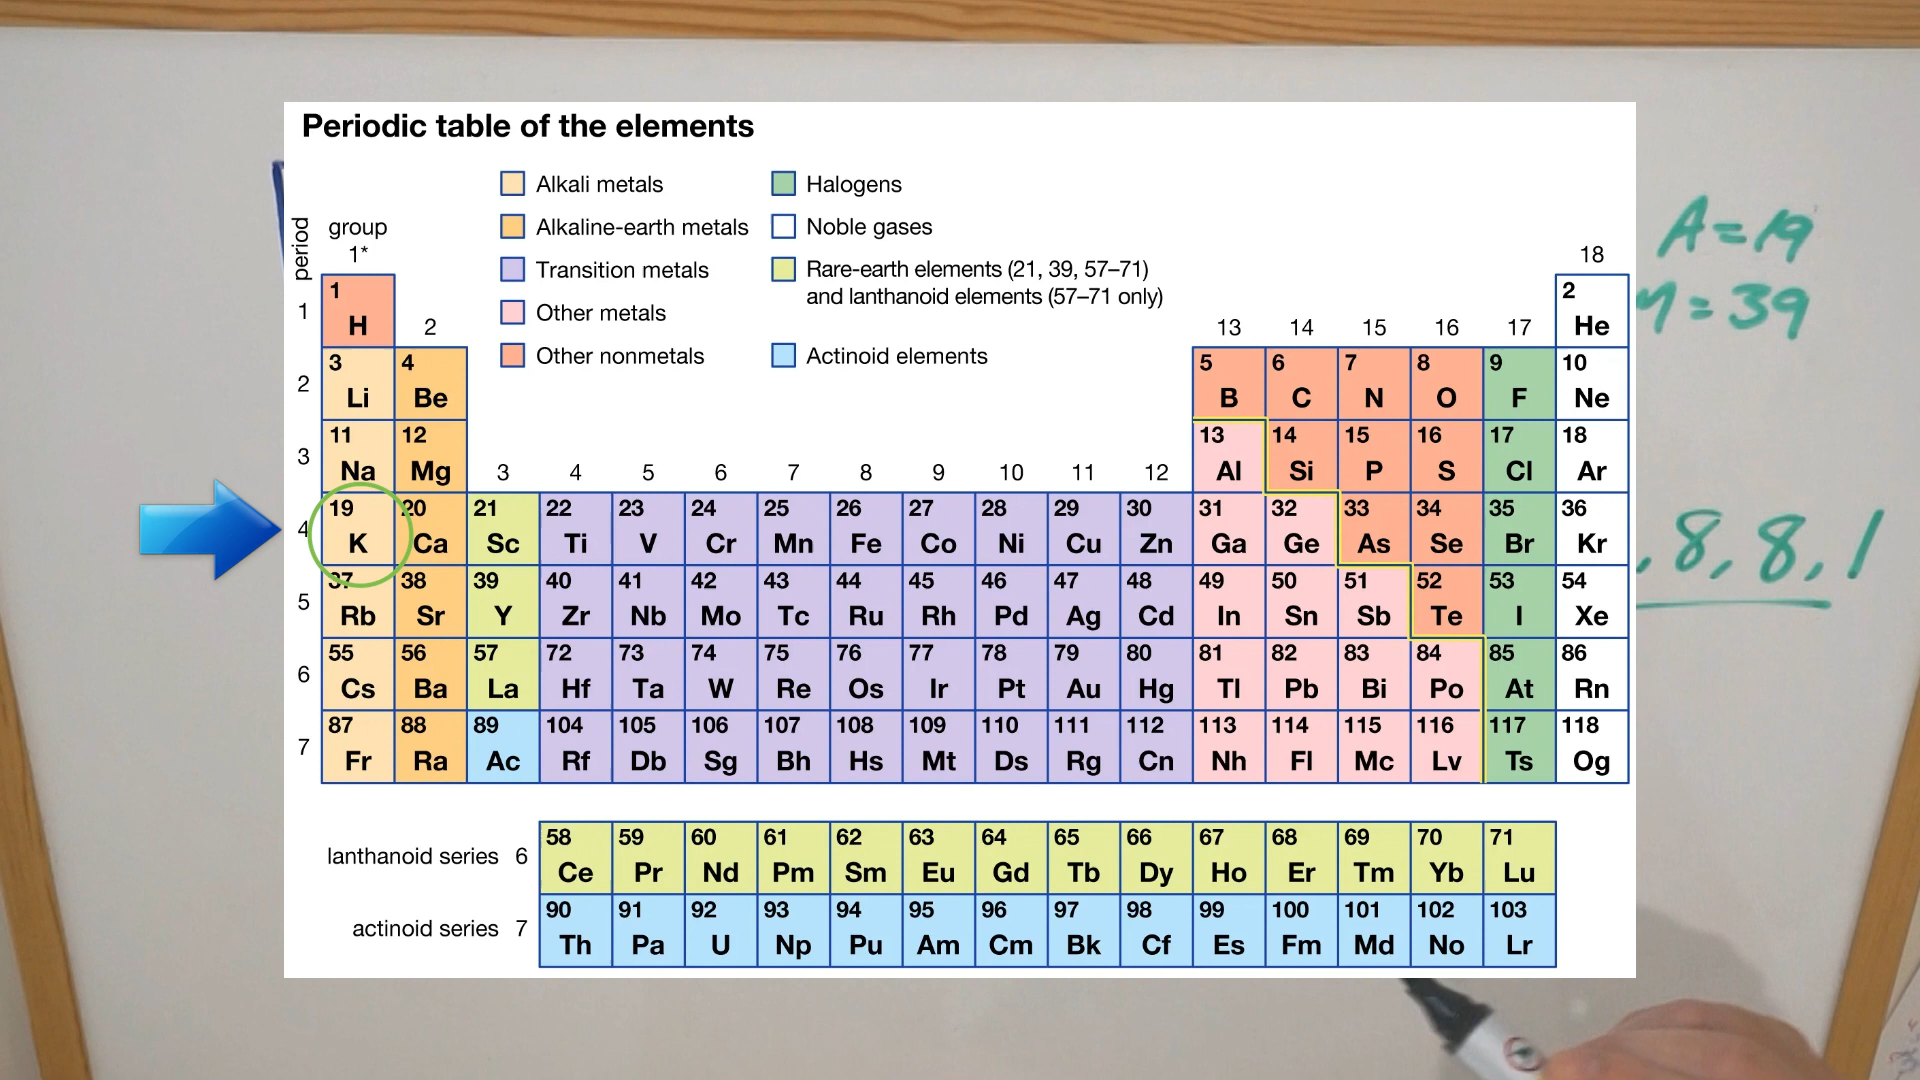 Periodic table of the elements
Alkali metals
Alkaline-earth metals
Transition metals
Other metals
Other nonmetals
Halogens
Noble gases
Rare-earth elements (21, 39, 57–71)
and lanthanoid elements (57–71 only)
Actinoid elements
period
group
1* 18
1 1 H 2 He
2 13 14 15 16 17
2 3 Li 4 Be 5 B 6 C 7 N 8 O 9 F 10 Ne
3 11 Na 12 Mg 13 Al 14 Si 15 P 16 S 17 Cl 18 Ar
3 4 5 6 7 8 9 10 11 12
4 19 K 20 Ca 21 Sc 22 Ti 23 V 24 Cr 25 Mn 26 Fe 27 Co 28 Ni 29 Cu 30 Zn 31 Ga 32 Ge 33 As 34 Se 35 Br 36 Kr
5 37 Rb 38 Sr 39 Y 40 Zr 41 Nb 42 Mo 43 Tc 44 Ru 45 Rh 46 Pd 47 Ag 48 Cd 49 In 50 Sn 51 Sb 52 Te 53 I 54 Xe
6 55 Cs 56 Ba 57 La 72 Hf 73 Ta 74 W 75 Re 76 Os 77 Ir 78 Pt 79 Au 80 Hg 81 Tl 82 Pb 83 Bi 84 Po 85 At 86 Rn
7 87 Fr 88 Ra 89 Ac 104 Rf 105 Db 106 Sg 107 Bh 108 Hs 109 Mt 110 Ds 111 Rg 112 Cn 113 Nh 114 Fl 115 Mc 116 Lv 117 Ts 118 Og
lanthanoid series 6 58 Ce 59 Pr 60 Nd 61 Pm 62 Sm 63 Eu 64 Gd 65 Tb 66 Dy 67 Ho 68 Er 69 Tm 70 Yb 71 Lu
actinoid series 7 90 Th 91 Pa 92 U 93 Np 94 Pu 95 Am 96 Cm 97 Bk 98 Cf 99 Es 100 Fm 101 Md 102 No 103 Lr
A=19
M=39
,8,8,1